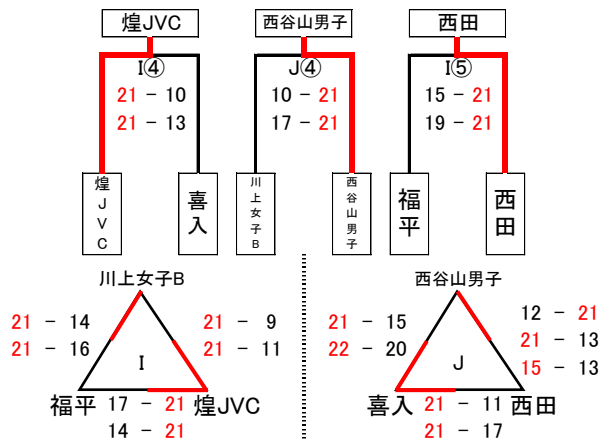 煌JVC 西谷山男子 西田
I④ J④ I⑤
21 − 10 10 − 21 15 − 21
21 − 13 17 − 21 19 − 21
煌JVC 喜入 川上女子B 西谷山男子 福平 西田
川上女子B 西谷山男子
21 − 14 21 − 9 21 − 15 12 − 21
21 − 16 21 − 11 22 − 20 21 − 13
I J 15 − 13
福平 17 − 21 煌JVC 喜入 21 − 11 西田
14 − 21 21 − 17